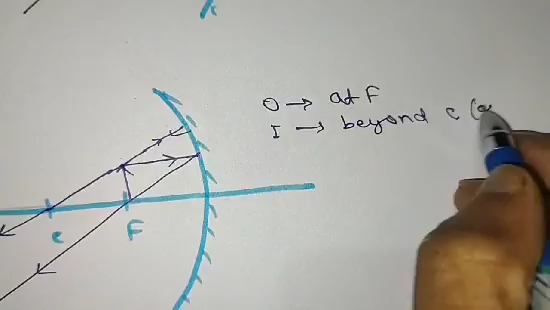 O → at F
I → beyond C (
C
F